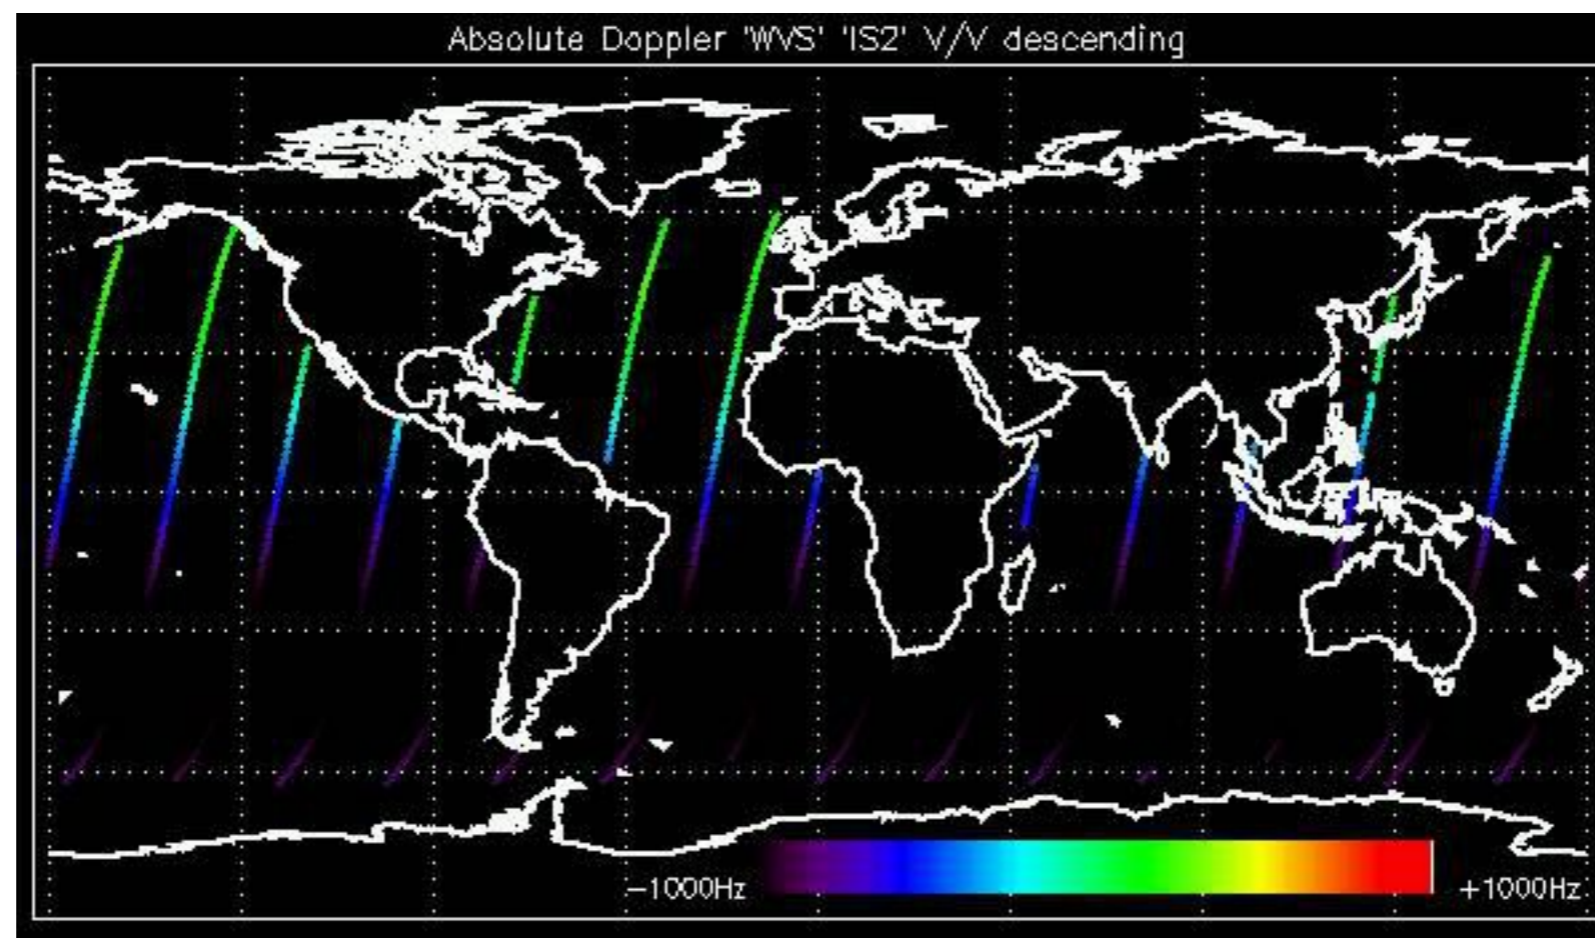 Absolute Doppler 'WVS' 'IS2' V/V descending
-1000Hz
+1000Hz